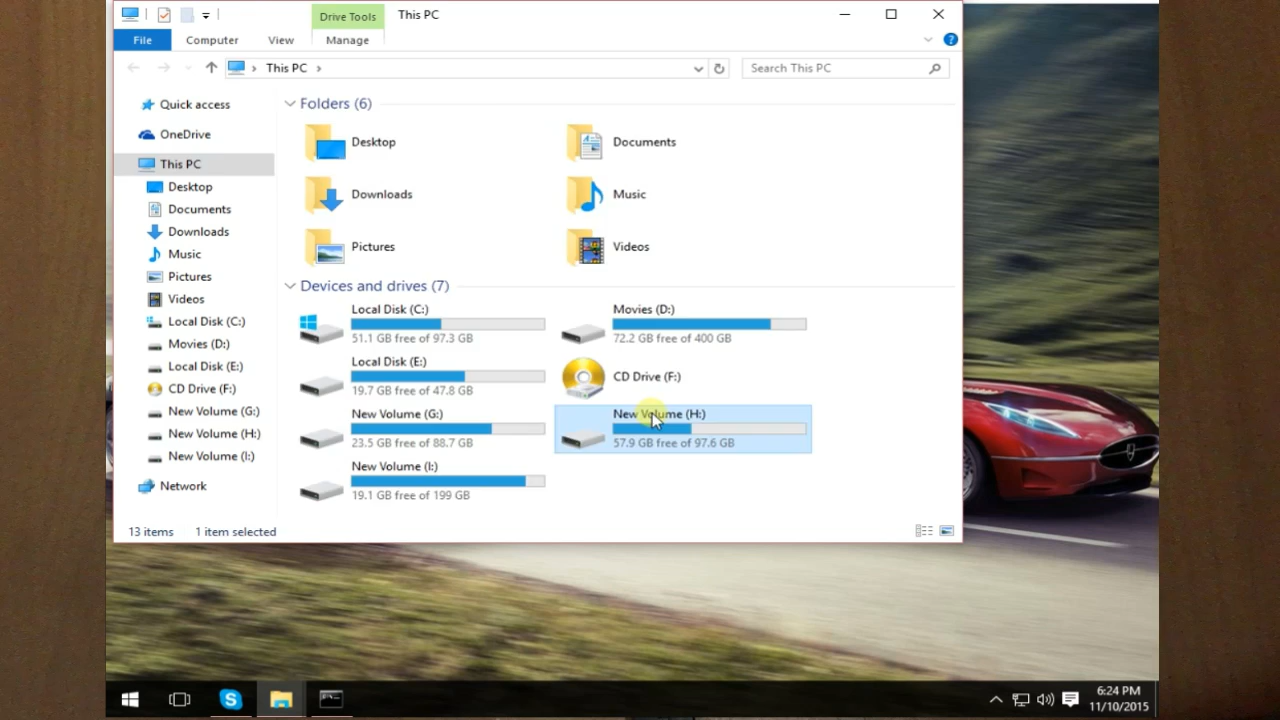 Drive Tools
This PC
File
Computer
View
Manage
This PC
Search This PC
Quick access
OneDrive
This PC
Desktop
Documents
Downloads
Music
Pictures
Videos
Local Disk (C:)
Movies (D:)
Local Disk (E:)
CD Drive (F:)
New Volume (G:)
New Volume (H:)
New Volume (I:)
Network
Folders (6)
Desktop
Documents
Downloads
Music
Pictures
Videos
Devices and drives (7)
Local Disk (C:)
51.1 GB free of 97.3 GB
Movies (D:)
72.2 GB free of 400 GB
Local Disk (E:)
19.7 GB free of 47.8 GB
CD Drive (F:)
New Volume (G:)
23.5 GB free of 88.7 GB
New Volume (H:)
57.9 GB free of 97.6 GB
New Volume (I:)
19.1 GB free of 199 GB
13 items
1 item selected
6:24 PM
11/10/2015